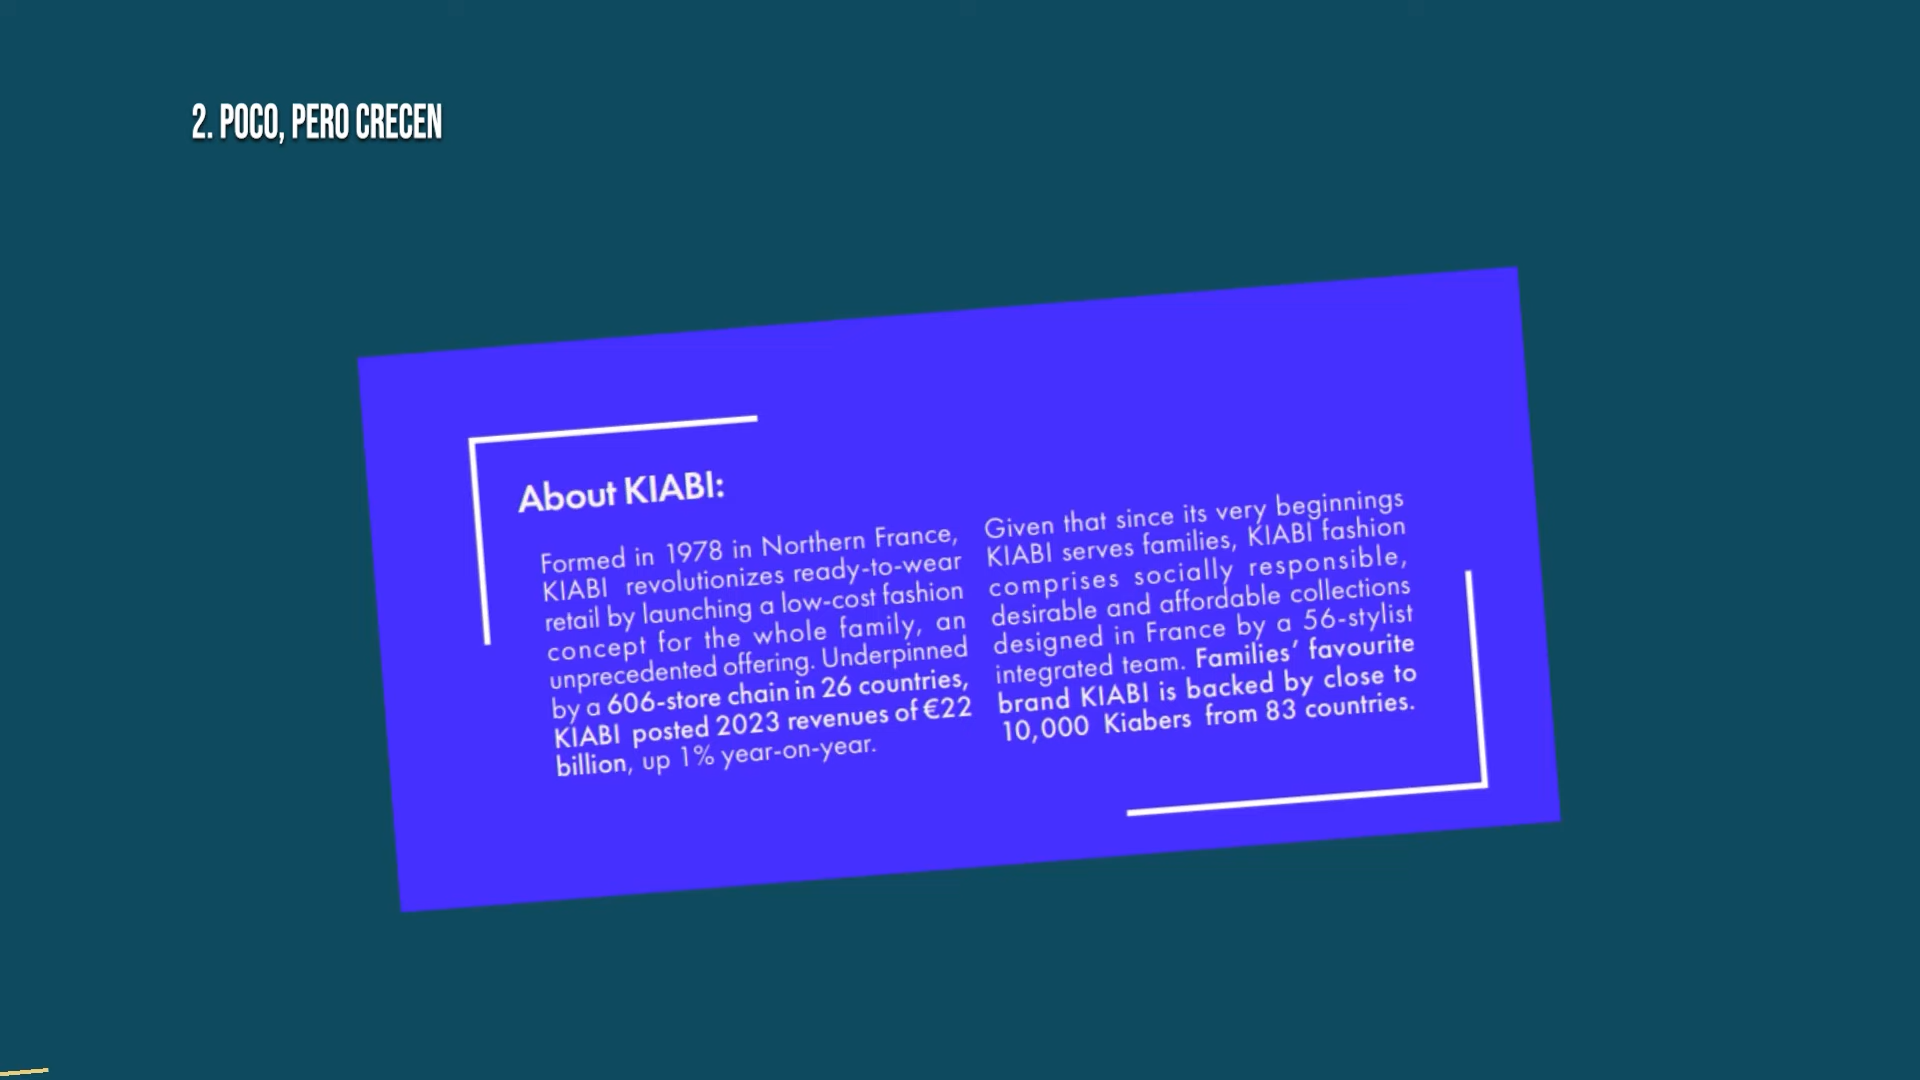 2. POCO, PERO CRECEN
About KIABI:
Formed in 1978 in Northern France,
KIABI revolutionizes ready-to-wear
retail by launching a low-cost fashion
concept for the whole family, an
unprecedented offering. Underpinned
by a 606-store chain in 26 countries,
KIABI posted 2023 revenues of €22
billion, up 1% year-on-year.
Given that since its very beginnings
KIABI serves families, KIABI fashion
comprises socially responsible,
desirable and affordable collections
designed in France by a 56-stylist
integrated team. Families’ favourite
brand KIABI is backed by close to
10,000 Kiabers from 83 countries.